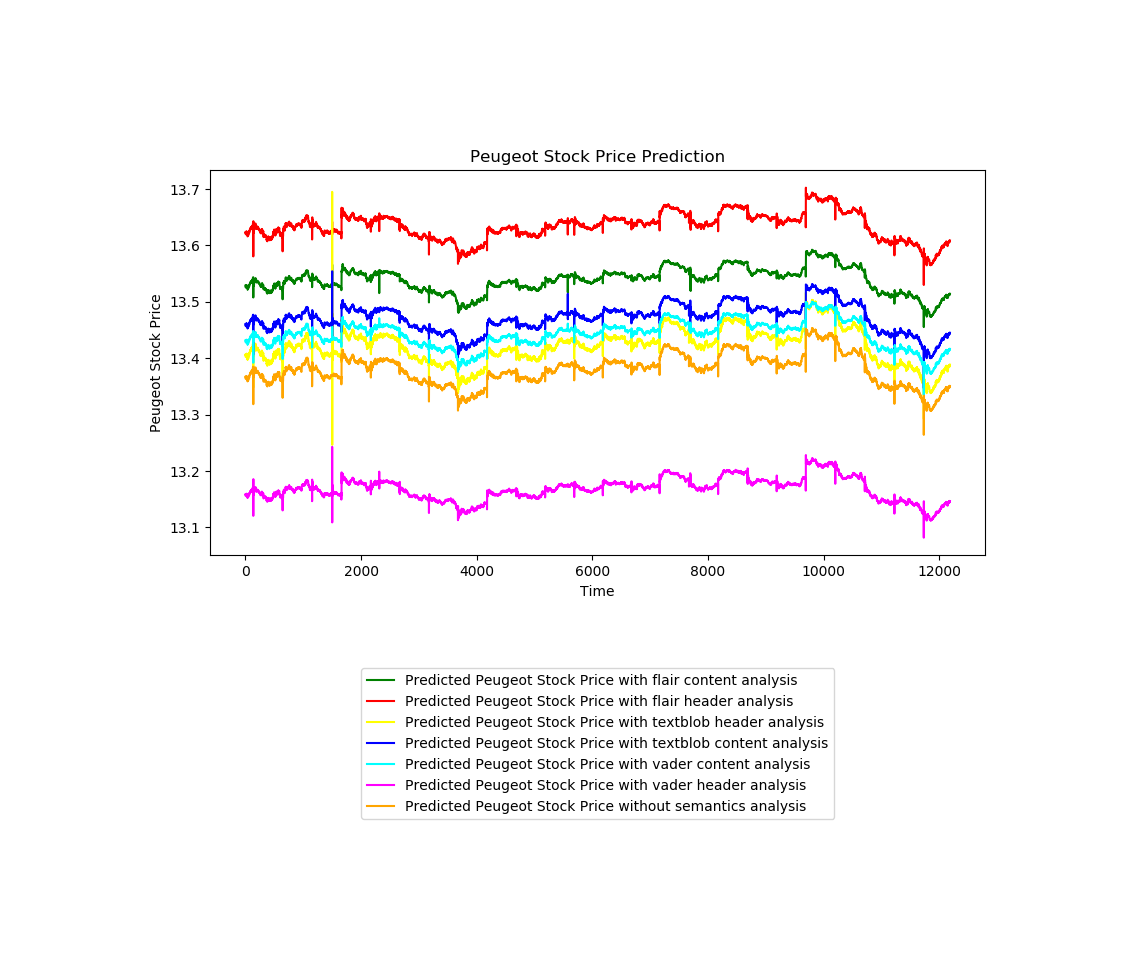 Peugeot Stock Price Prediction
13.7
13.6
13.5
13.4
13.3
13.2
13.1
Peugeot Stock Price
0 2000 4000 6000 8000 10000 12000
Time
Predicted Peugeot Stock Price with flair content analysis
Predicted Peugeot Stock Price with flair header analysis
Predicted Peugeot Stock Price with textblob header analysis
Predicted Peugeot Stock Price with textblob content analysis
Predicted Peugeot Stock Price with vader content analysis
Predicted Peugeot Stock Price with vader header analysis
Predicted Peugeot Stock Price without semantics analysis